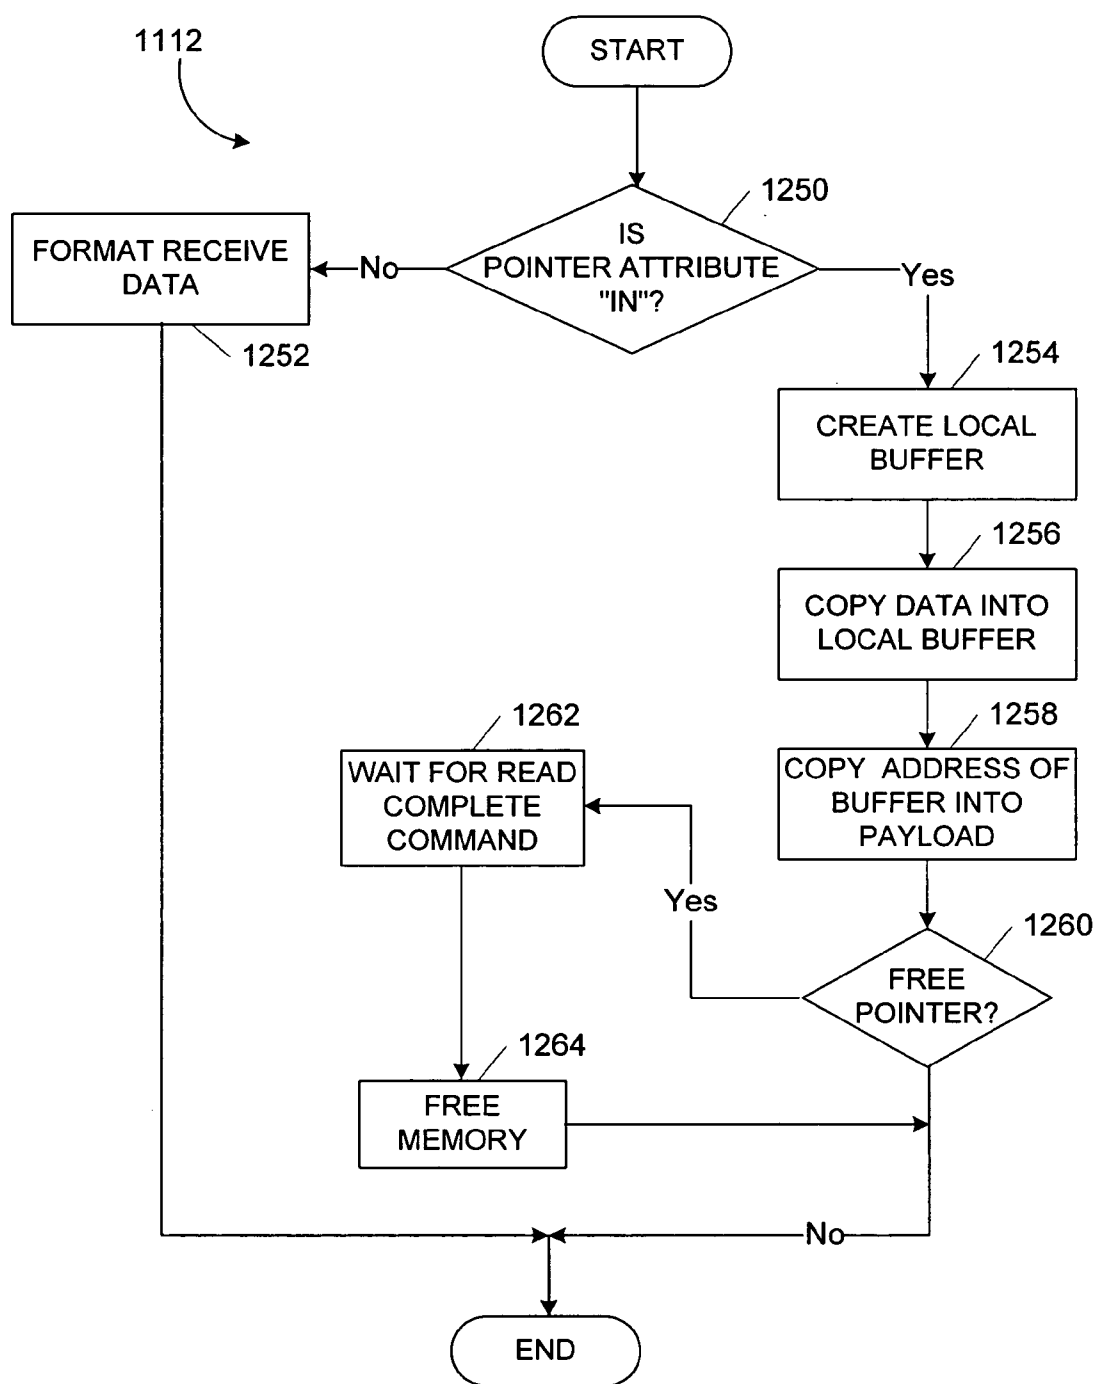 1112
START
1250
IS
POINTER ATTRIBUTE
"IN"?
No
Yes
FORMAT RECEIVE
DATA
1252
1254
CREATE LOCAL
BUFFER
1256
COPY DATA INTO
LOCAL BUFFER
1258
COPY ADDRESS OF
BUFFER INTO
PAYLOAD
1262
WAIT FOR READ
COMPLETE
COMMAND
Yes
1260
FREE
POINTER?
1264
FREE
MEMORY
No
END